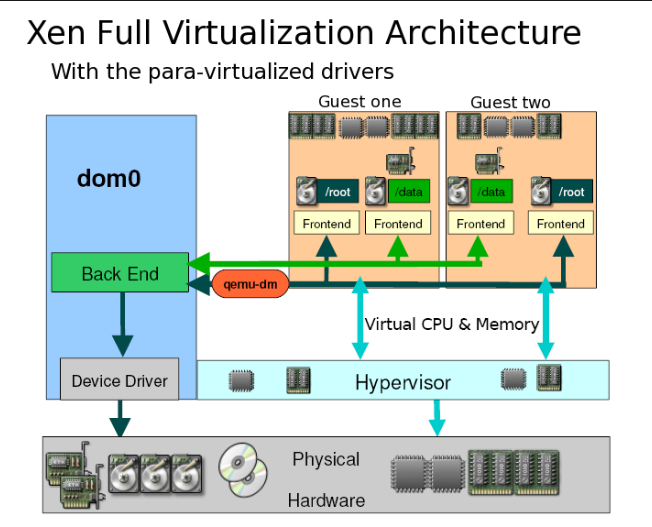 Xen Full Virtualization Architecture
With the para-virtualized drivers
Guest one
Guest two
dom0
/root
/data
/data
/root
Frontend
Frontend
Frontend
Frontend
Back End
qemu-dm
Virtual CPU & Memory
Device Driver
Hypervisor
Physical
Hardware